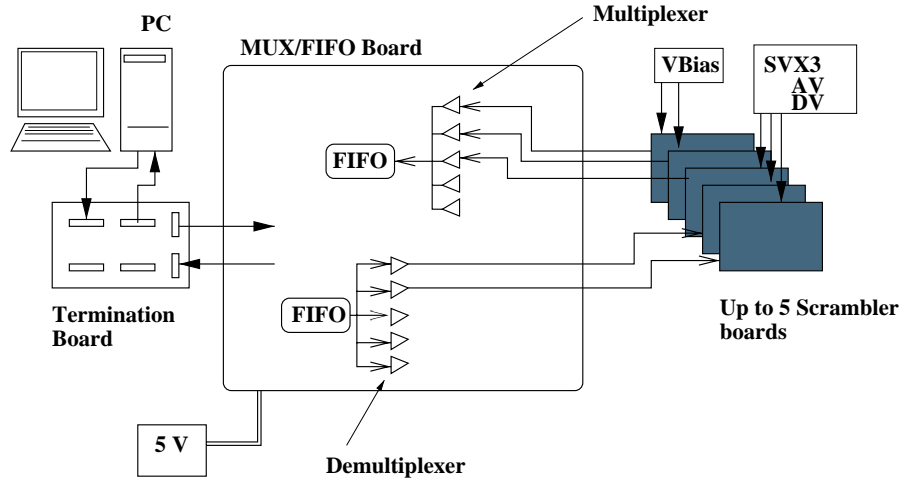 Multiplexer
PC
MUX/FIFO Board
VBias
SVX3
AV
DV
FIFO
FIFO
Termination
Board
Up to 5 Scrambler
boards
5 V
Demultiplexer